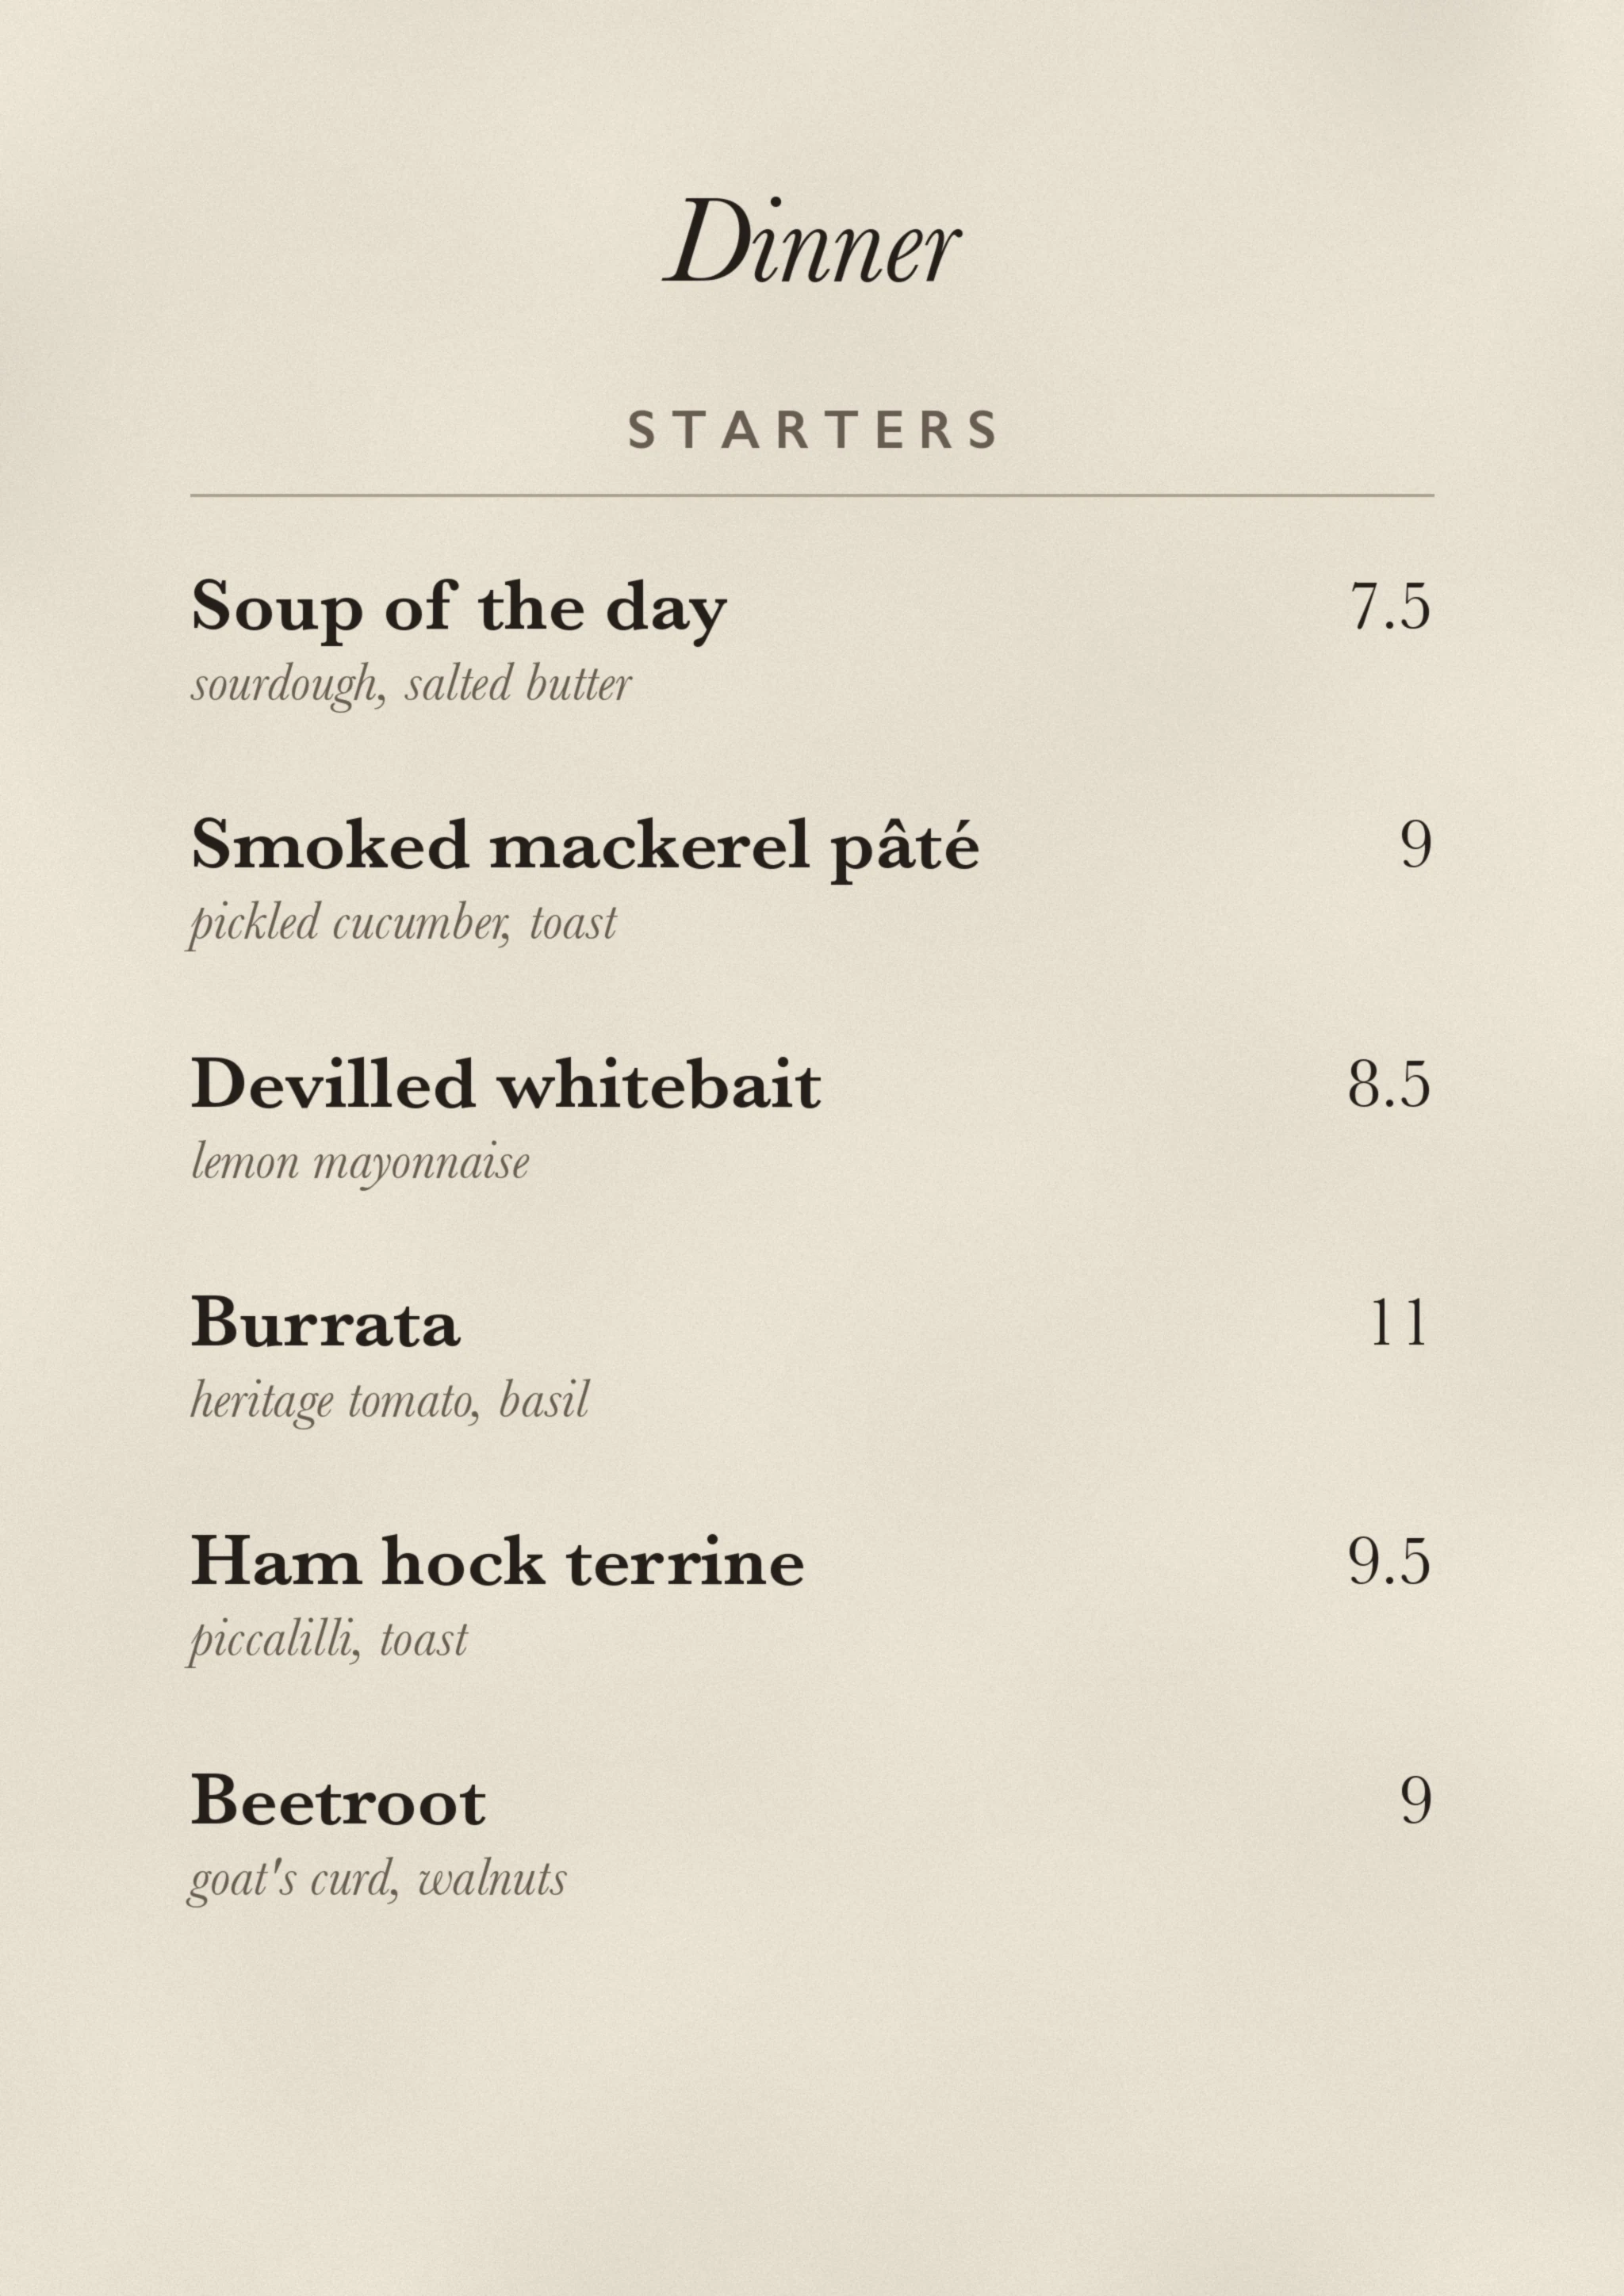 Dinner
STARTERS
Soup of the day 7.5
sourdough, salted butter
Smoked mackerel pâté 9
pickled cucumber, toast
Devilled whitebait 8.5
lemon mayonnaise
Burrata 11
heritage tomato, basil
Ham hock terrine 9.5
piccalilli, toast
Beetroot 9
goat's curd, walnuts